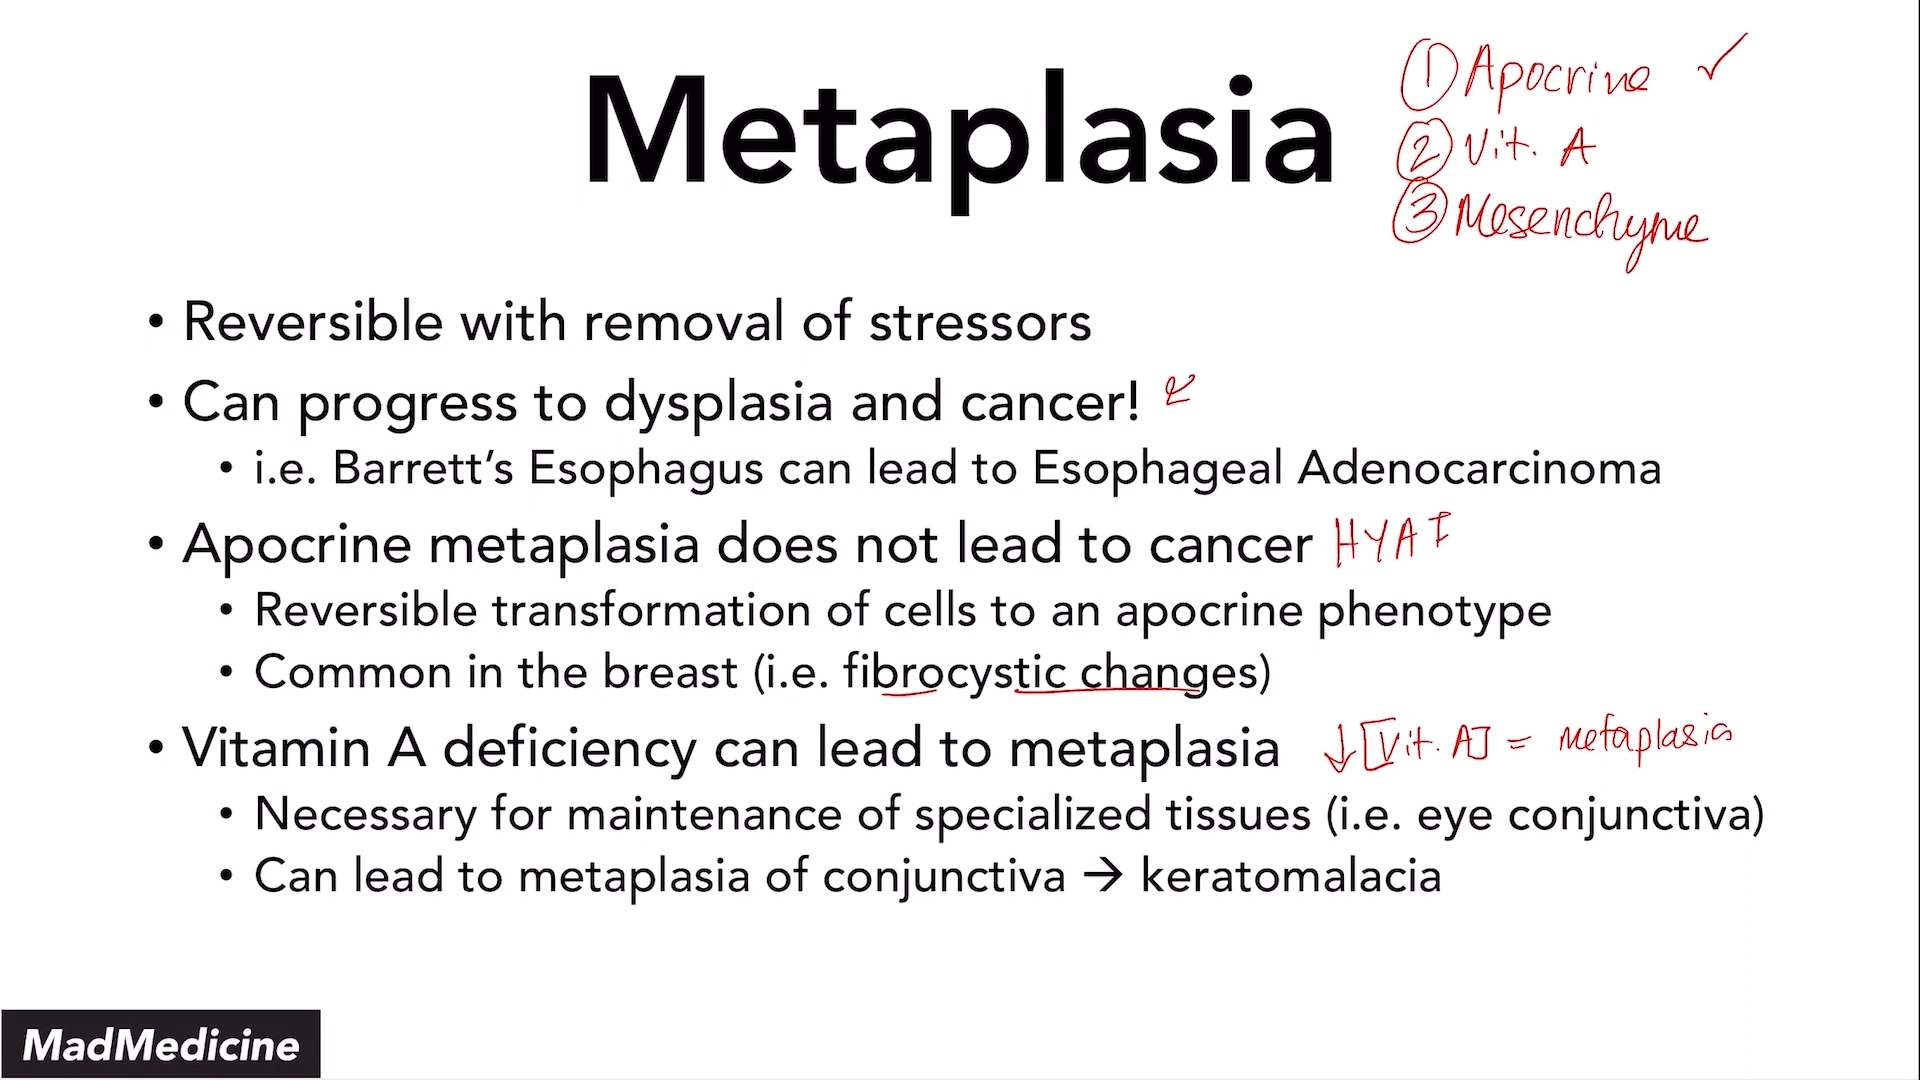 Metaplasia
① Apocrine ✓
② Vit. A
③ Mesenchyme
• Reversible with removal of stressors
• Can progress to dysplasia and cancer!
• i.e. Barrett’s Esophagus can lead to Esophageal Adenocarcinoma
• Apocrine metaplasia does not lead to cancer HYAF
• Reversible transformation of cells to an apocrine phenotype
• Common in the breast (i.e. fibrocystic changes)
• Vitamin A deficiency can lead to metaplasia ↓[Vit. A] = metaplasia
• Necessary for maintenance of specialized tissues (i.e. eye conjunctiva)
• Can lead to metaplasia of conjunctiva → keratomalacia
MadMedicine